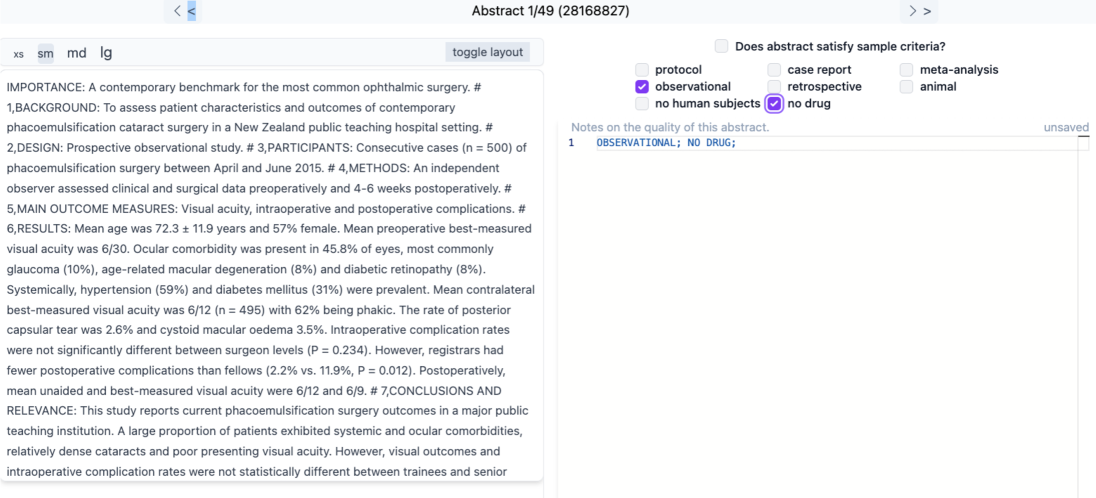 < <
Abstract 1/49 (28168827)
> >
xs sm md lg
toggle layout
IMPORTANCE: A contemporary benchmark for the most common ophthalmic surgery. #
1,BACKGROUND: To assess patient characteristics and outcomes of contemporary
phacoemulsification cataract surgery in a New Zealand public teaching hospital setting. #
2,DESIGN: Prospective observational study. # 3,PARTICIPANTS: Consecutive cases (n = 500) of
phacoemulsification surgery between April and June 2015. # 4,METHODS: An independent
observer assessed clinical and surgical data preoperatively and 4-6 weeks postoperatively. #
5,MAIN OUTCOME MEASURES: Visual acuity, intraoperative and postoperative complications. #
6,RESULTS: Mean age was 72.3 ± 11.9 years and 57% female. Mean preoperative best-measured
visual acuity was 6/30. Ocular comorbidity was present in 45.8% of eyes, most commonly
glaucoma (10%), age-related macular degeneration (8%) and diabetic retinopathy (8%).
Systemically, hypertension (59%) and diabetes mellitus (31%) were prevalent. Mean contralateral
best-measured visual acuity was 6/12 (n = 495) with 62% being phakic. The rate of posterior
capsular tear was 2.6% and cystoid macular oedema 3.5%. Intraoperative complication rates
were not significantly different between surgeon levels (P = 0.234). However, registrars had
fewer postoperative complications than fellows (2.2% vs. 11.9%, P = 0.012). Postoperatively,
mean unaided and best-measured visual acuity were 6/12 and 6/9. # 7,CONCLUSIONS AND
RELEVANCE: This study reports current phacoemulsification surgery outcomes in a major public
teaching institution. A large proportion of patients exhibited systemic and ocular comorbidities,
relatively dense cataracts and poor presenting visual acuity. However, visual outcomes and
intraoperative complication rates were not statistically different between trainees and senior
Does abstract satisfy sample criteria?
protocol case report meta-analysis
observational retrospective animal
no human subjects no drug
Notes on the quality of this abstract. unsaved
1 OBSERVATIONAL; NO DRUG;